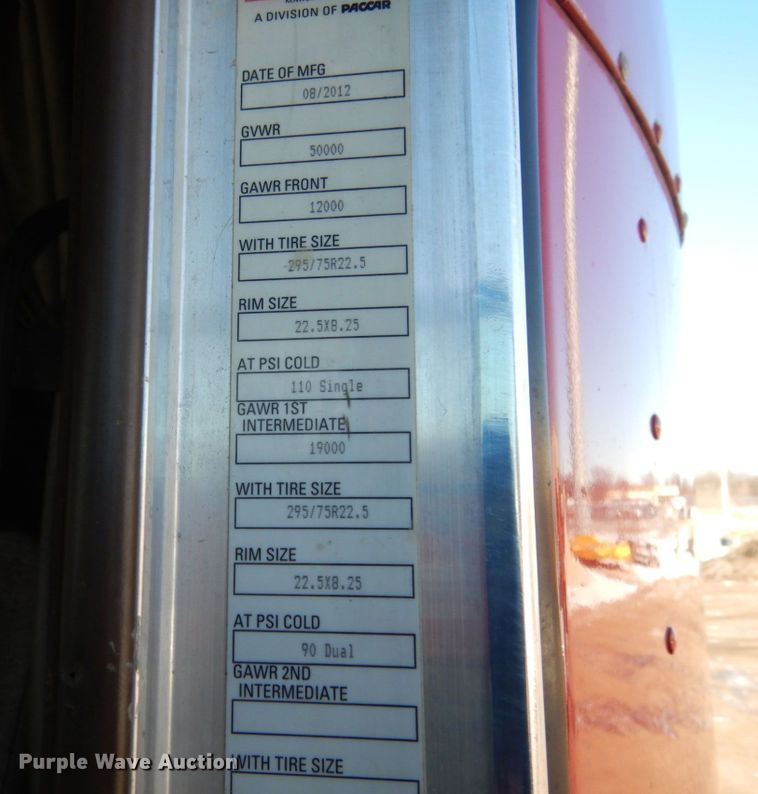 A DIVISION OF PACCAR
DATE OF MFG
08/2012
GVWR
50000
GAWR FRONT
12000
WITH TIRE SIZE
295/75R22.5
RIM SIZE
22.5X8.25
AT PSI COLD
110 Single
GAWR 1ST
INTERMEDIATE
19000
WITH TIRE SIZE
295/75R22.5
RIM SIZE
22.5X8.25
AT PSI COLD
90 Dual
GAWR 2ND
INTERMEDIATE
WITH TIRE SIZE
Purple Wave Auction